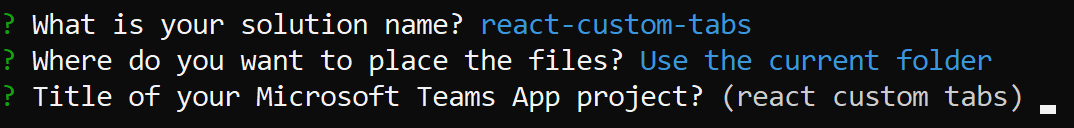 ? What is your solution name? react-custom-tabs
? Where do you want to place the files? Use the current folder
? Title of your Microsoft Teams App project? (react custom tabs)